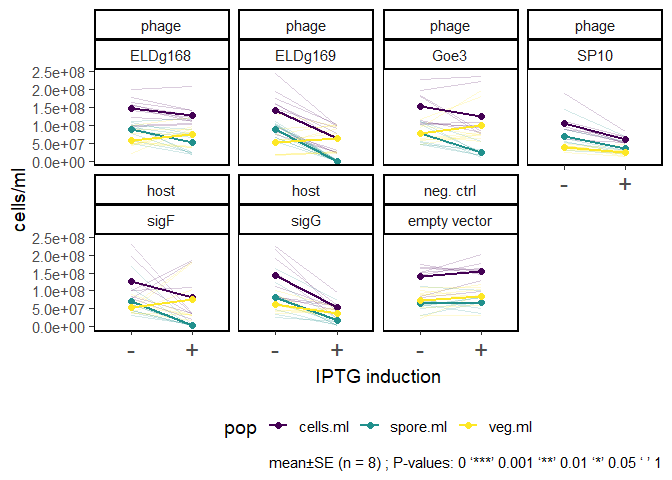 phage phage phage phage
ELDg168 ELDg169 Goe3 SP10
2.5e+08
2.0e+08
1.5e+08
1.0e+08
5.0e+07
0.0e+00
- +
host host neg. ctrl
sigF sigG empty vector
2.5e+08
2.0e+08
1.5e+08
1.0e+08
5.0e+07
0.0e+00
- + - + - +
cells/ml
IPTG induction
pop cells.ml spore.ml veg.ml
mean±SE (n = 8) ; P-values: 0 ‘***’ 0.001 ‘**’ 0.01 ‘*’ 0.05 ‘ ’ 1